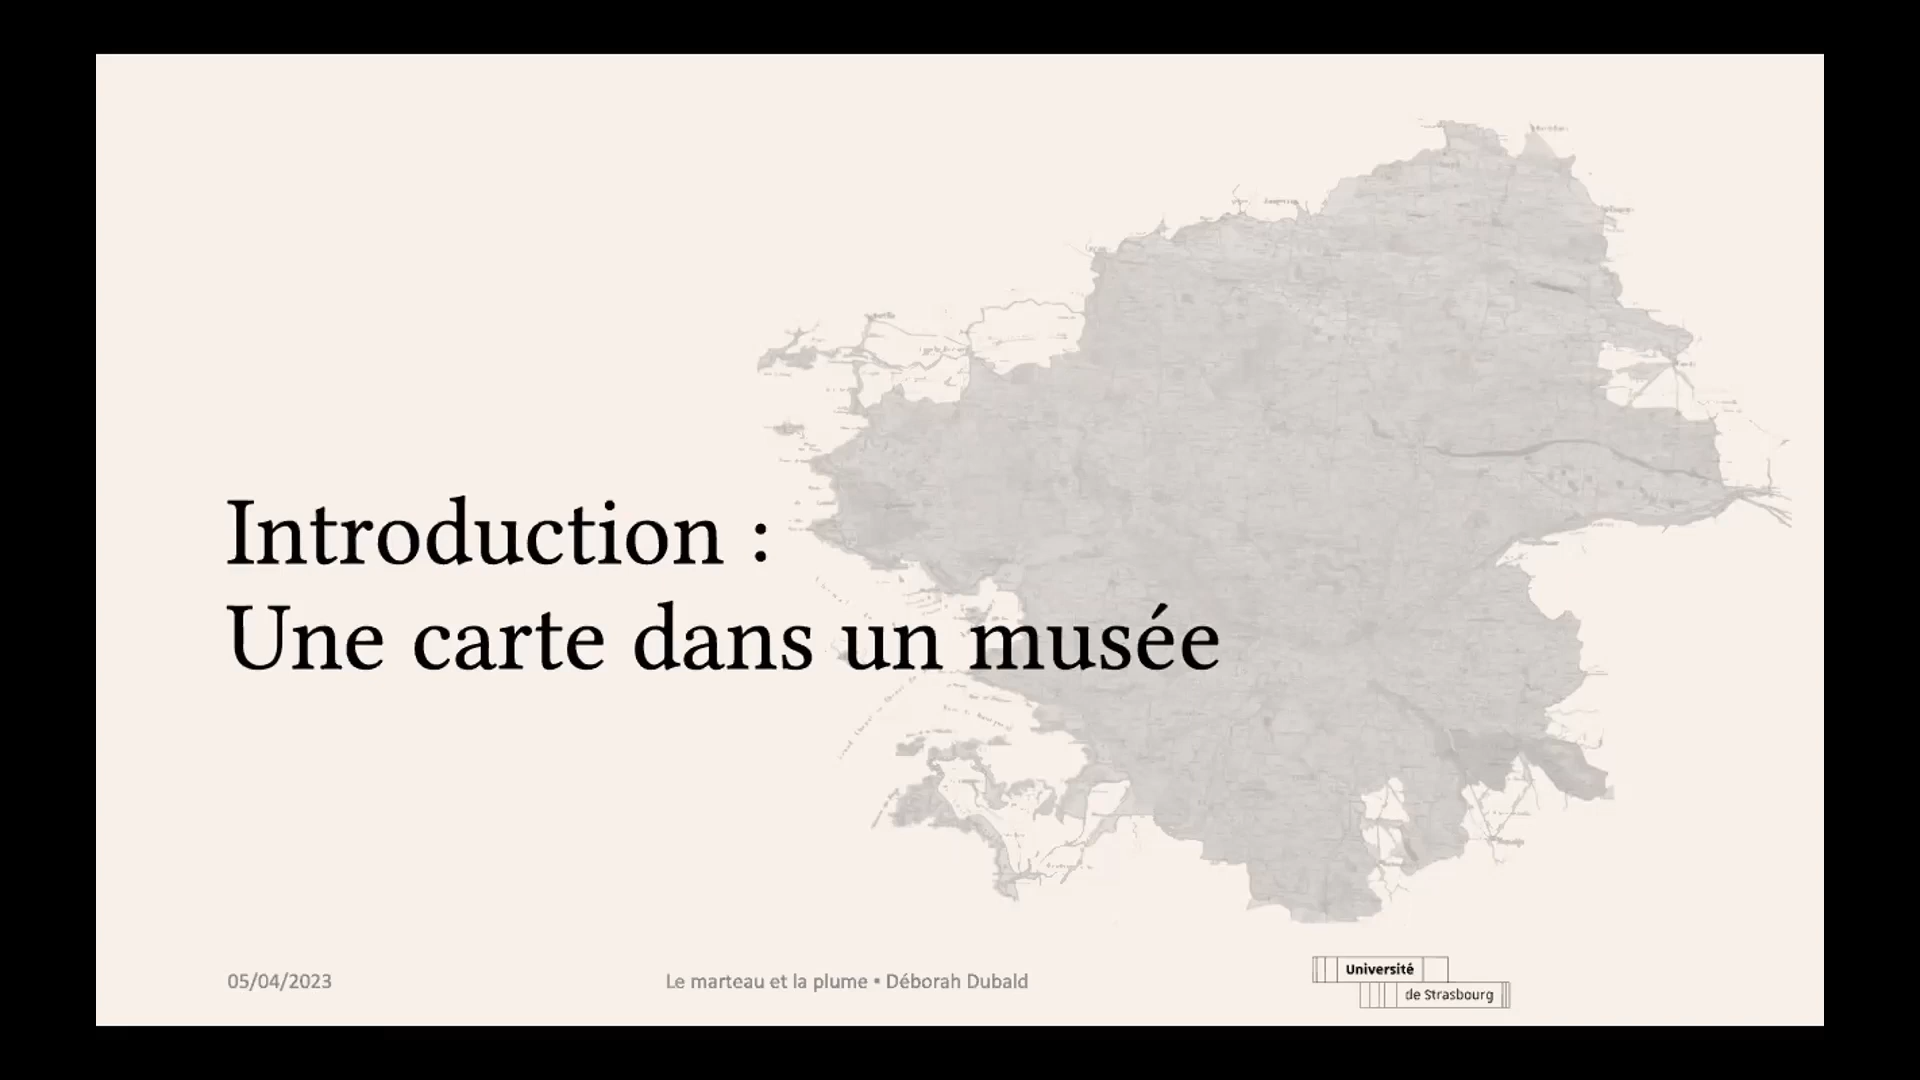 Introduction :
Une carte dans un musée
05/04/2023
Le marteau et la plume • Déborah Dubald
Université
de Strasbourg